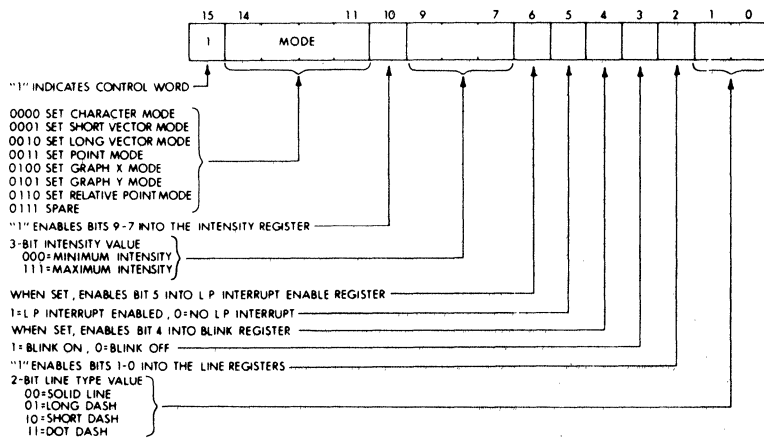 15 14 11 10 9 7 6 5 4 3 2 1 0
1 MODE
"1" INDICATES CONTROL WORD
0000 SET CHARACTER MODE
0001 SET SHORT VECTOR MODE
0010 SET LONG VECTOR MODE
0011 SET POINT MODE
0100 SET GRAPH X MODE
0101 SET GRAPH Y MODE
0110 SET RELATIVE POINT MODE
0111 SPARE
"1" ENABLES BITS 9-7 INTO THE INTENSITY REGISTER
3-BIT INTENSITY VALUE
000=MINIMUM INTENSITY
111=MAXIMUM INTENSITY
WHEN SET, ENABLES BIT 5 INTO L P INTERRUPT ENABLE REGISTER
1=L P INTERRUPT ENABLED, 0=NO L P INTERRUPT
WHEN SET, ENABLES BIT 4 INTO BLINK REGISTER
1=BLINK ON, 0=BLINK OFF
"1" ENABLES BITS 1-0 INTO THE LINE REGISTERS
2-BIT LINE TYPE VALUE
00=SOLID LINE
01=LONG DASH
10=SHORT DASH
11=DOT DASH